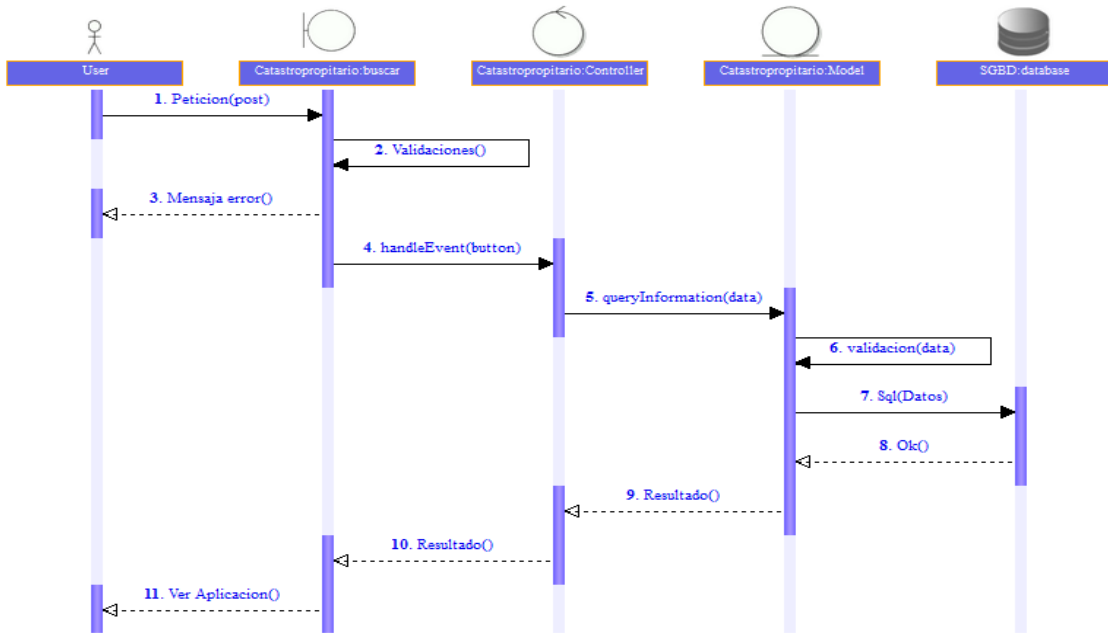 User
Catastropropitario:buscar
Catastropropitario:Controller
Catastropropitario:Model
SGBD:database
1. Peticion(post)
2. Validaciones()
3. Mensaja error()
4. handleEvent(button)
5. queryInformation(data)
6. validacion(data)
7. Sql(Datos)
8. Ok()
9. Resultado()
10. Resultado()
11. Ver Aplicacion()